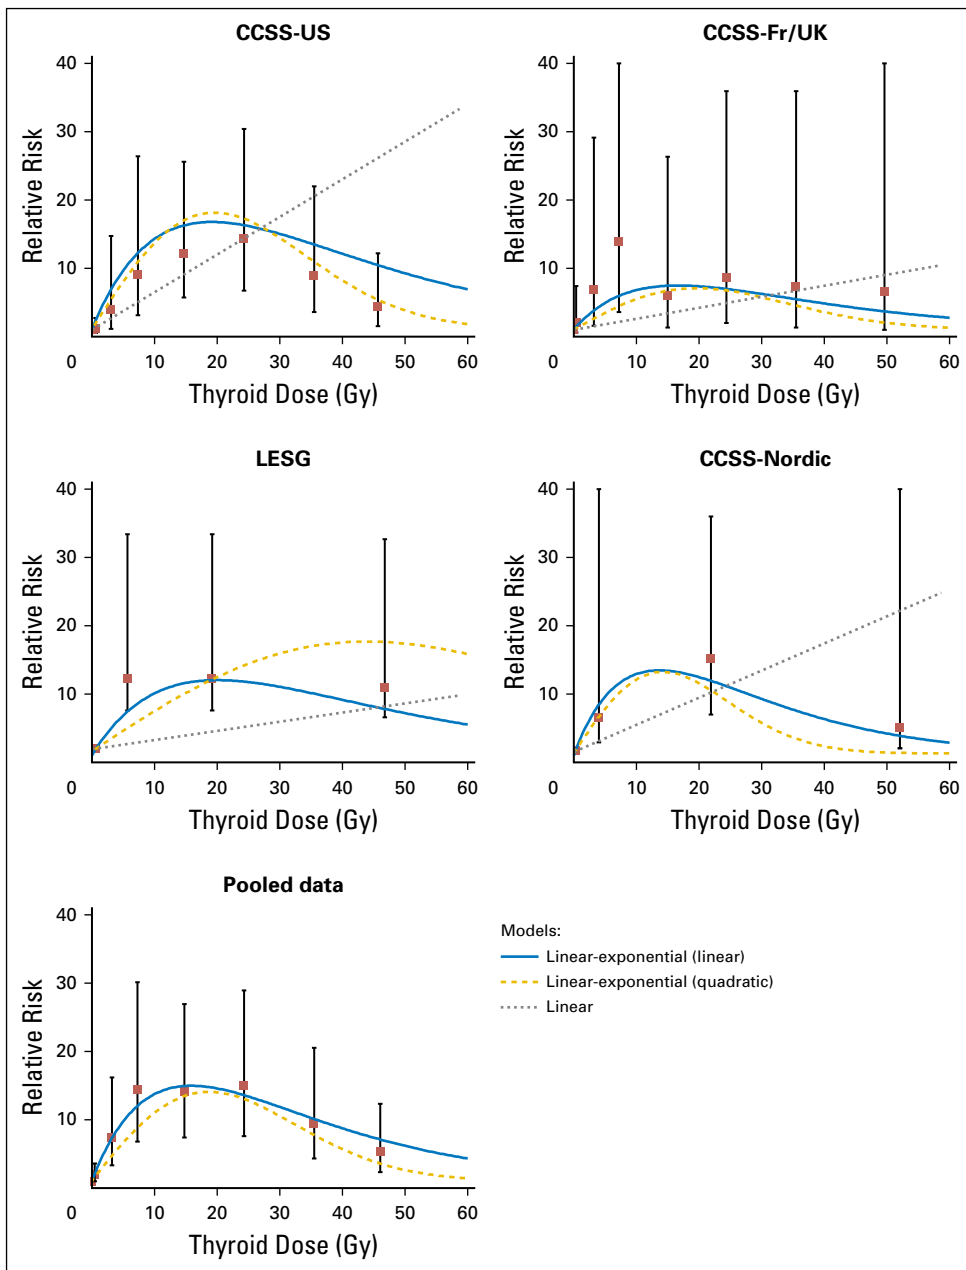 CCSS-US
40
30
20
10
0
10
20
30
40
50
60
Relative Risk
Thyroid Dose (Gy)
CCSS-Fr/UK
40
30
20
10
0
10
20
30
40
50
60
Relative Risk
Thyroid Dose (Gy)
LESG
40
30
20
10
0
10
20
30
40
50
60
Relative Risk
Thyroid Dose (Gy)
CCSS-Nordic
40
30
20
10
0
10
20
30
40
50
60
Relative Risk
Thyroid Dose (Gy)
Pooled data
40
30
20
10
0
10
20
30
40
50
60
Relative Risk
Thyroid Dose (Gy)
Models:
Linear-exponential (linear)
Linear-exponential (quadratic)
Linear